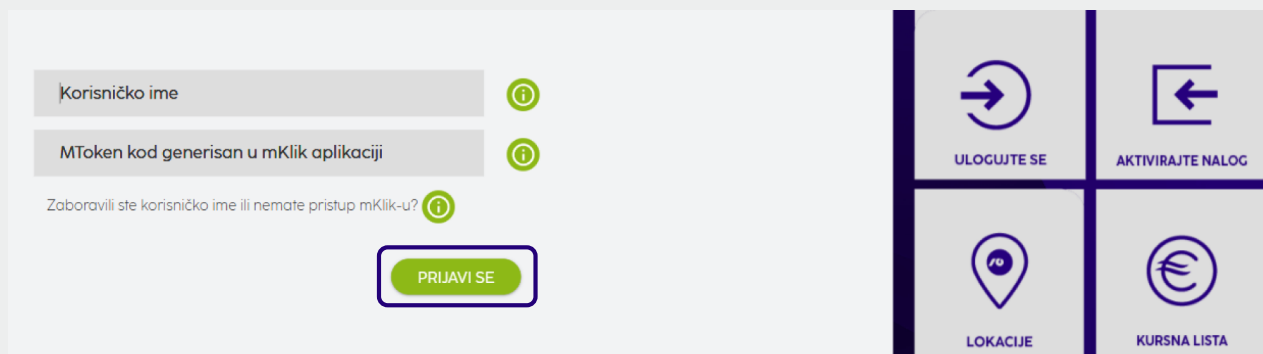 Korisničko ime
MToken kod generisan u mKlik aplikaciji
Zaboravili ste korisničko ime ili nemate pristup mKlik-u?
PRIJAVI SE
ULOGUJTE SE
AKTIVIRAJTE NALOG
LOKACIJE
KURSNA LISTA